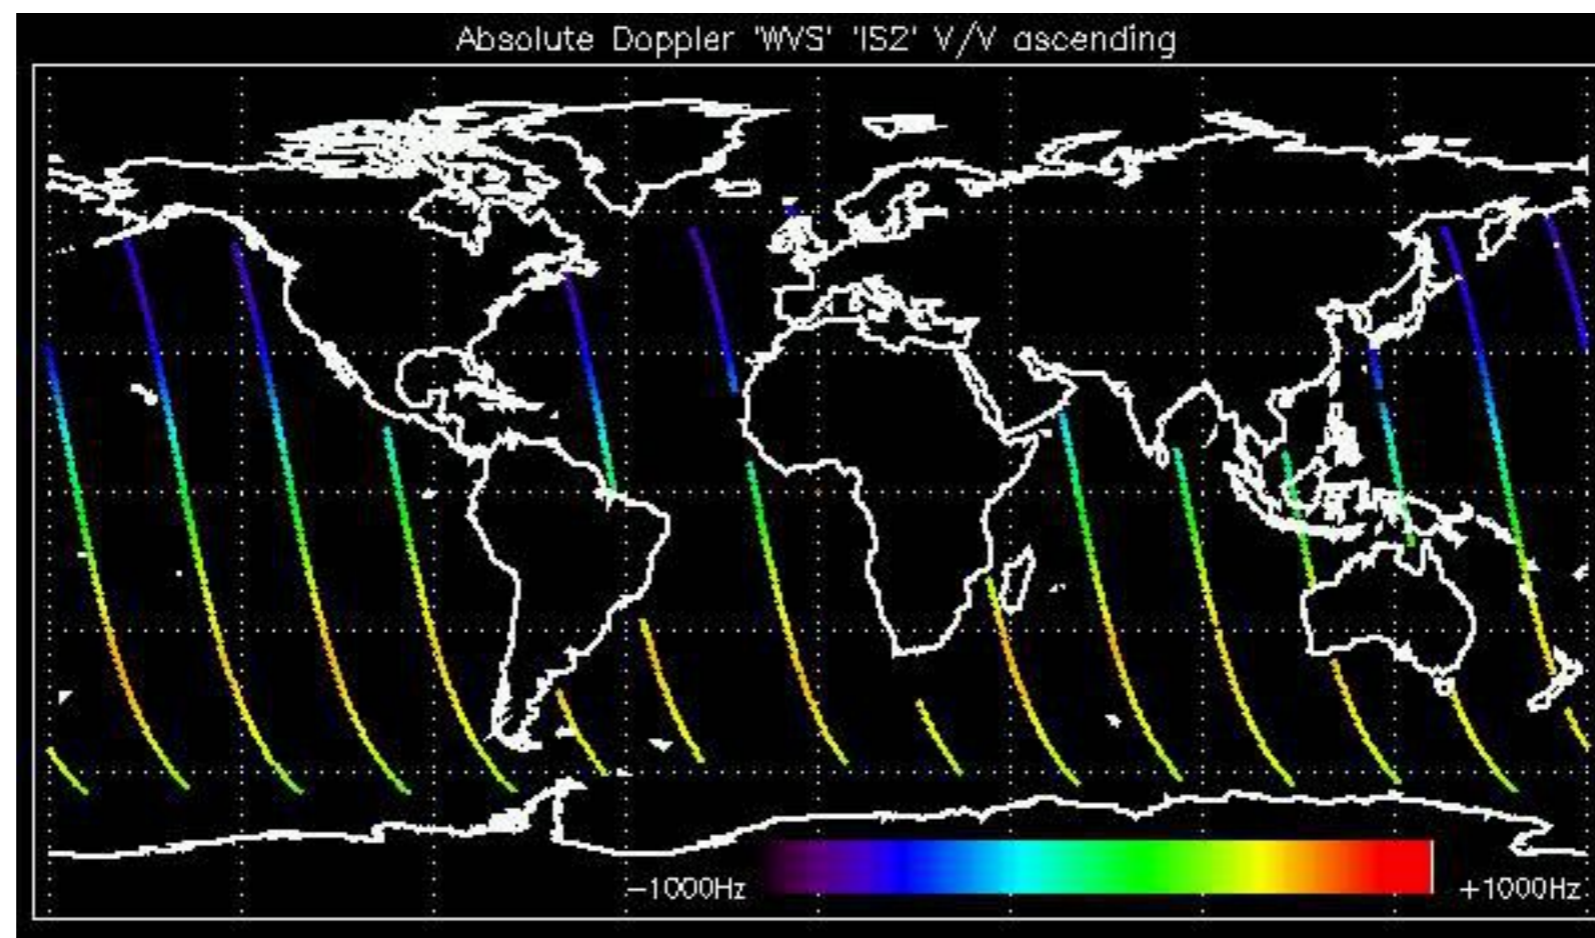 Absolute Doppler 'WVS' 'IS2' V/V ascending
-1000Hz +1000Hz